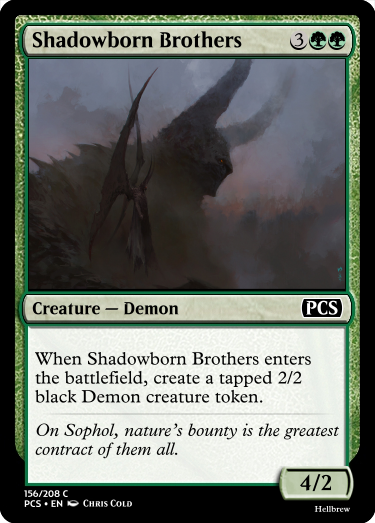 Shadowborn Brothers 3
Creature — Demon PCS
When Shadowborn Brothers enters
the battlefield, create a tapped 2/2
black Demon creature token.
On Sophol, nature's bounty is the greatest
contract of them all.
4/2
156/208 C
PCS • EN Chris Cold
Hellbrew